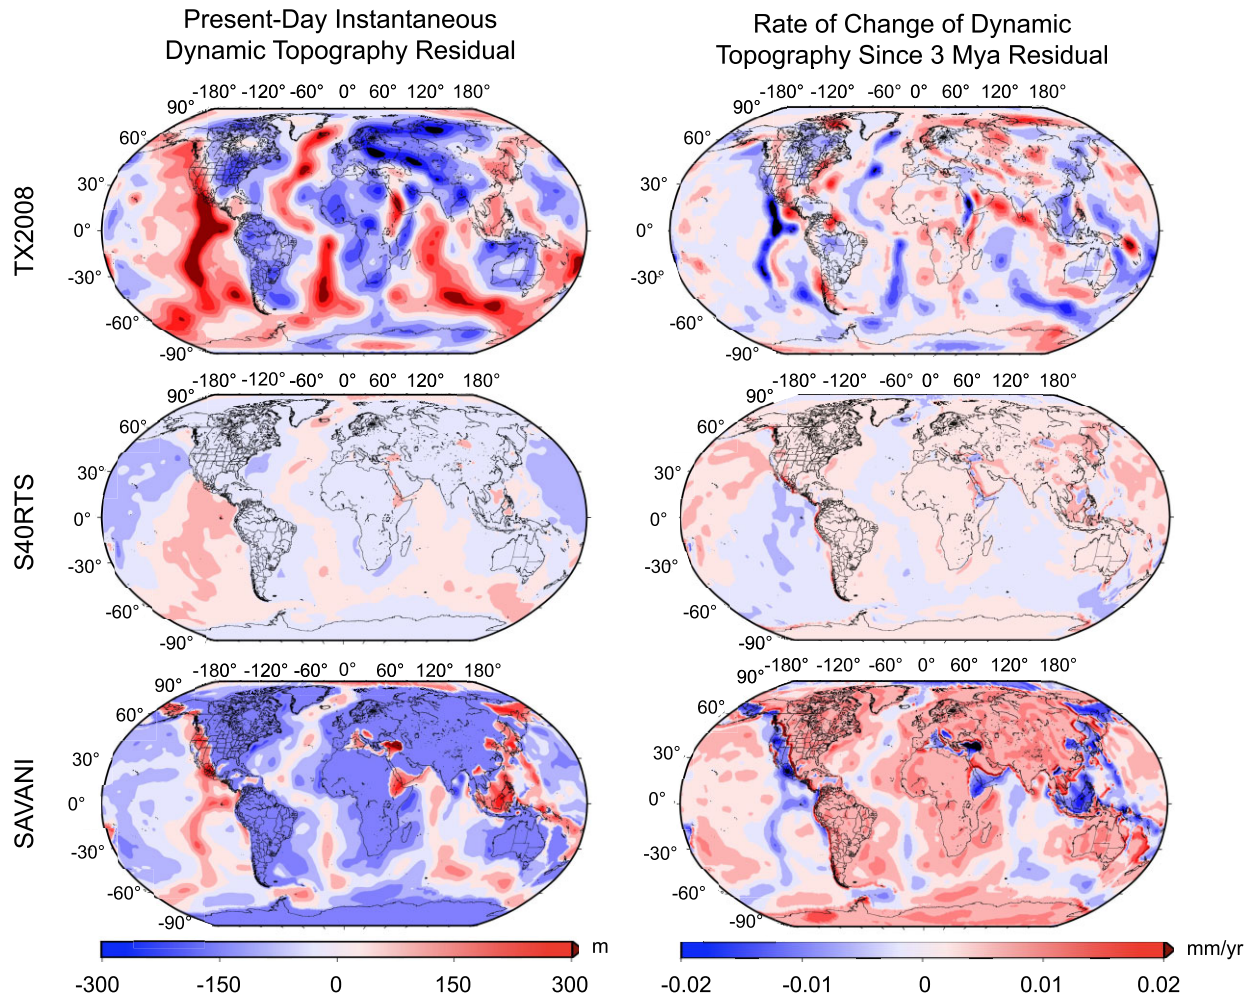 Present-Day Instantaneous
Dynamic Topography Residual
Rate of Change of Dynamic
Topography Since 3 Mya Residual
-180° -120° -60° 0° 60° 120° 180°
90°
60°
30°
0°
-30°
-60°
-90°
TX2008
-180° -120° -60° 0° 60° 120° 180°
90°
60°
30°
0°
-30°
-60°
-90°
-180° -120° -60° 0° 60° 120° 180°
90°
60°
30°
0°
-30°
-60°
-90°
S40RTS
-180° -120° -60° 0° 60° 120° 180°
90°
60°
30°
0°
-30°
-60°
-90°
-180° -120° -60° 0° 60° 120° 180°
90°
60°
30°
0°
-30°
-60°
-90°
SAVANI
-180° -120° -60° 0° 60° 120° 180°
90°
60°
30°
0°
-30°
-60°
-90°
m
-300 -150 0 150 300
mm/yr
-0.02 -0.01 0 0.01 0.02